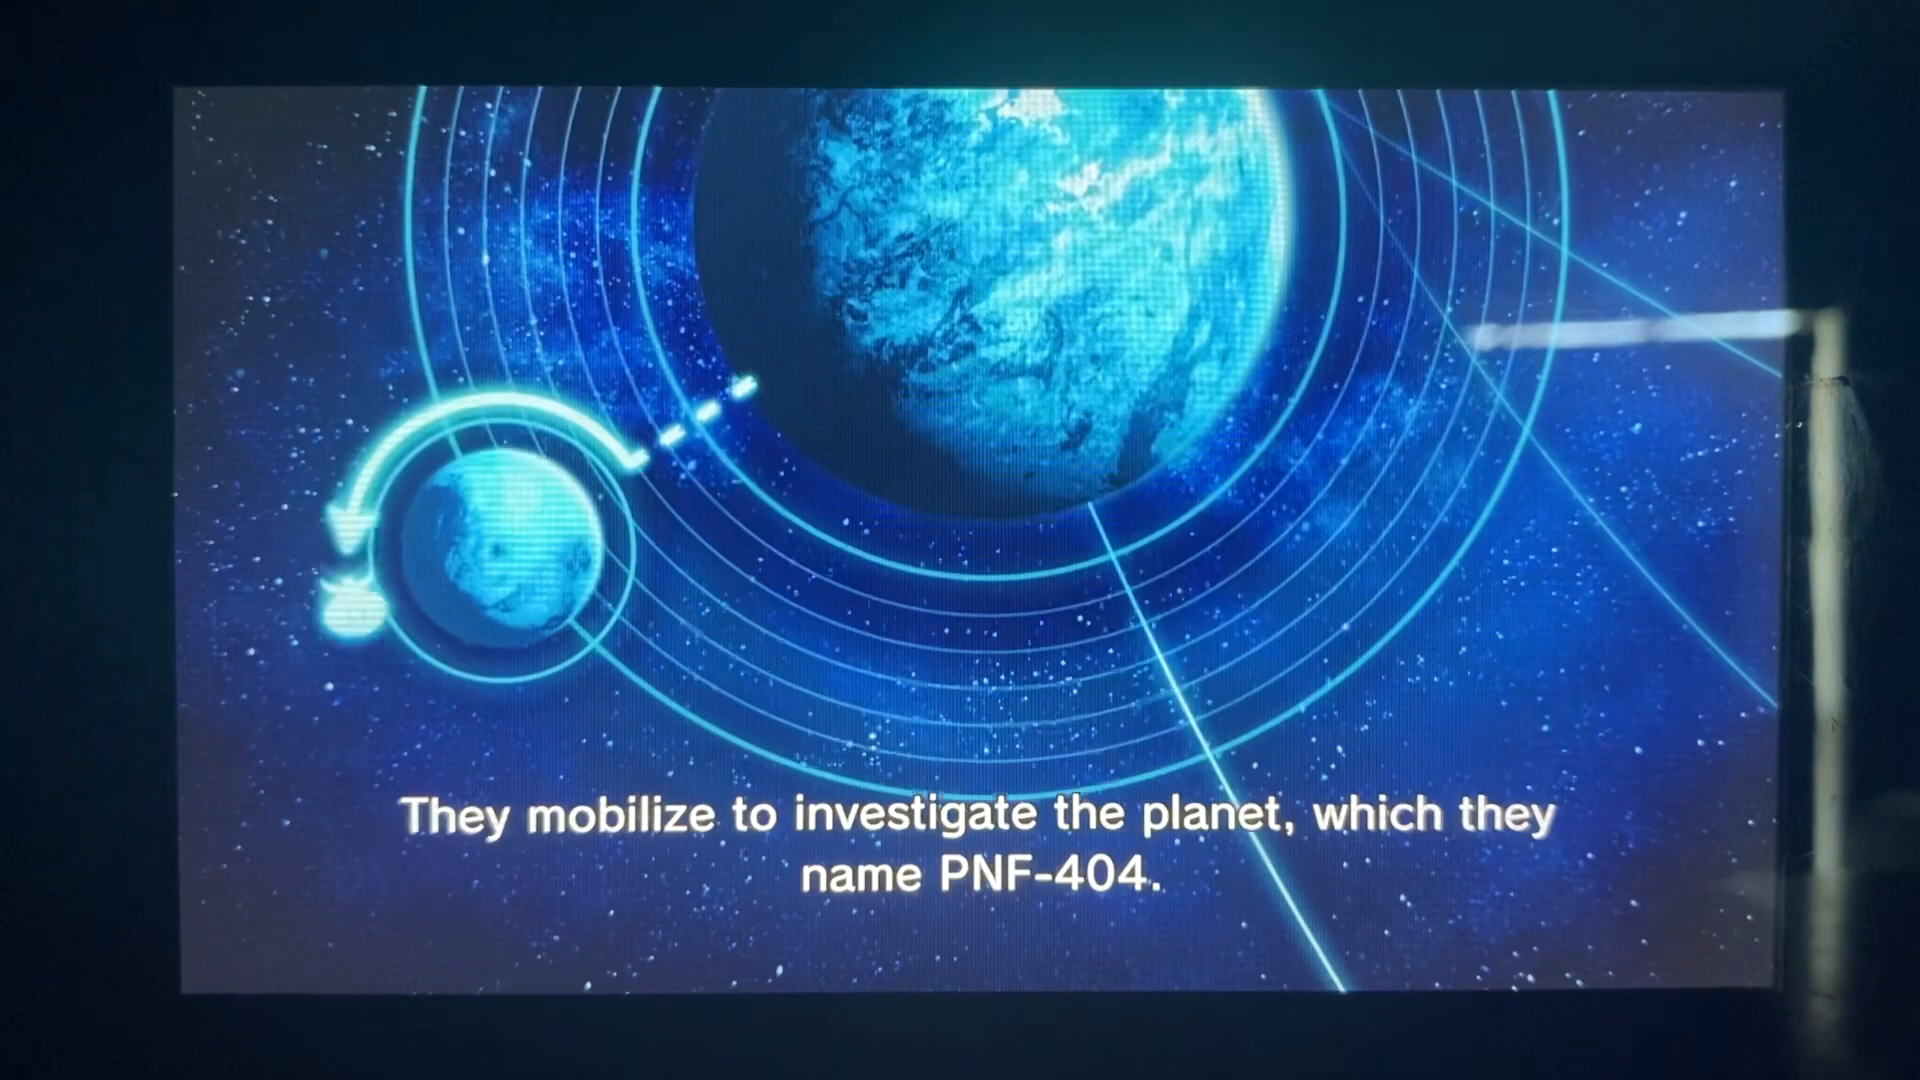 They mobilize to investigate the planet, which they
name PNF-404.